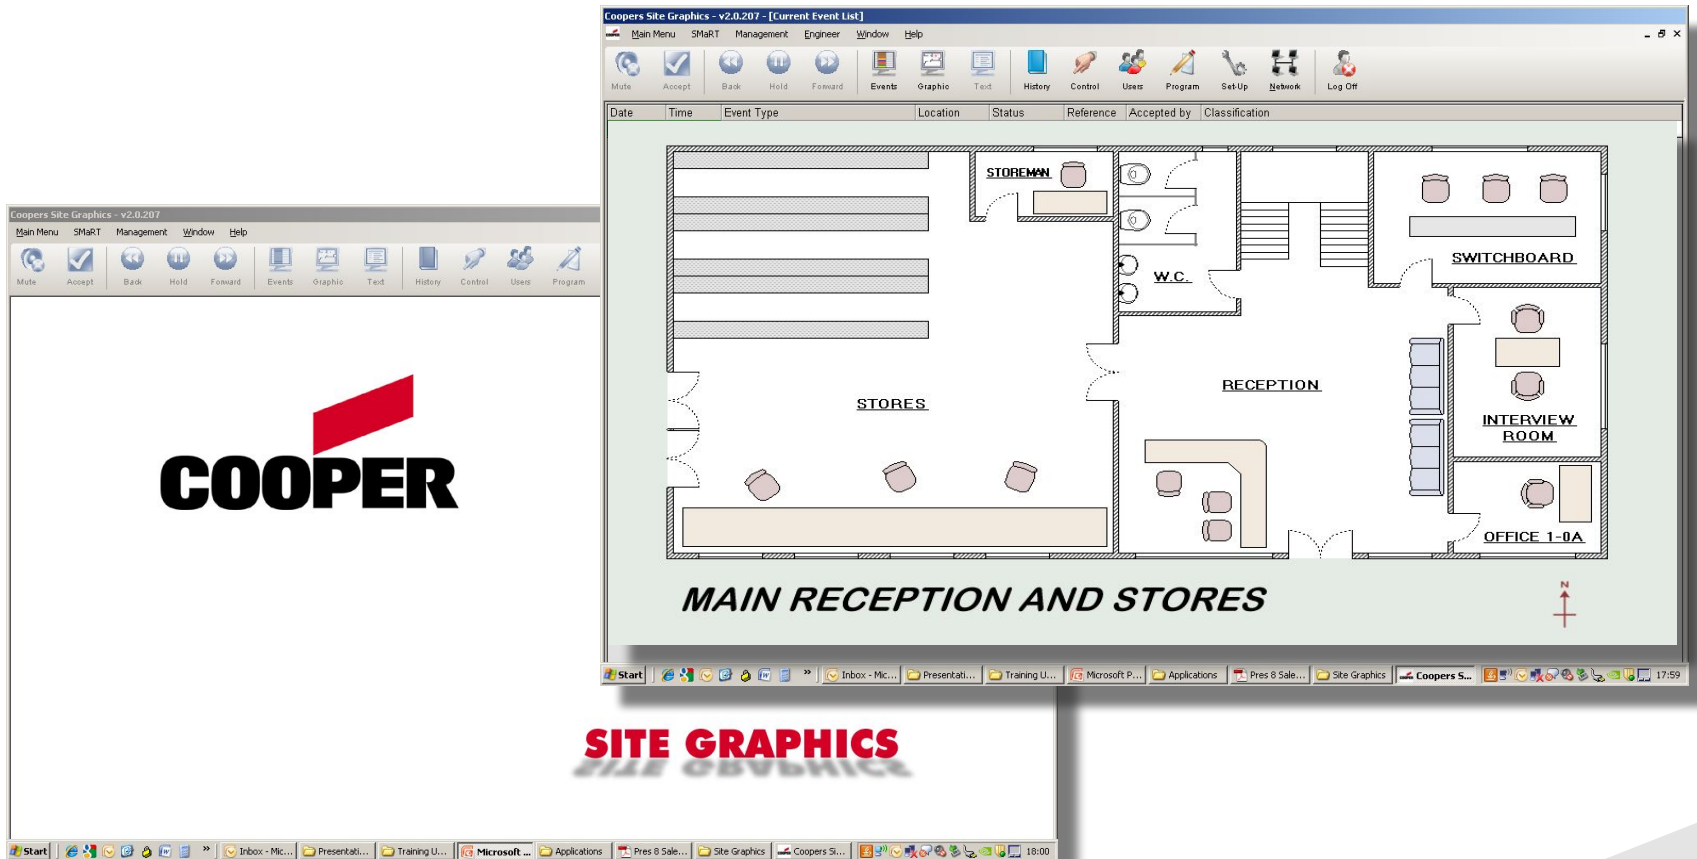 Coopers Site Graphics - v2.0.207 - [Current Event List]
Main Menu SMaRT Management Engineer Window Help
Mute Accept Back Hold Forward Events Graphic Text History Control Users Program Set-Up Network Log Off
Date Time Event Type Location Status Reference Accepted by Classification
STOREMAN
SWITCHBOARD
W.C.
RECEPTION
STORES
INTERVIEW
ROOM
OFFICE 1-0A
MAIN RECEPTION AND STORES
N
Start » Inbox - Mic... Presentati... Training U... Microsoft P... Applications Pres 8 Sale... Site Graphics Coopers S... 17:59
Coopers Site Graphics - v2.0.207
Main Menu SMaRT Management Window Help
Mute Accept Back Hold Forward Events Graphic Text History Control Users Program
COOPER
SITE GRAPHICS
Start » Inbox - Mic... Presentati... Training U... Microsoft ... Applications Pres 8 Sale... Site Graphics Coopers Si... 18:00